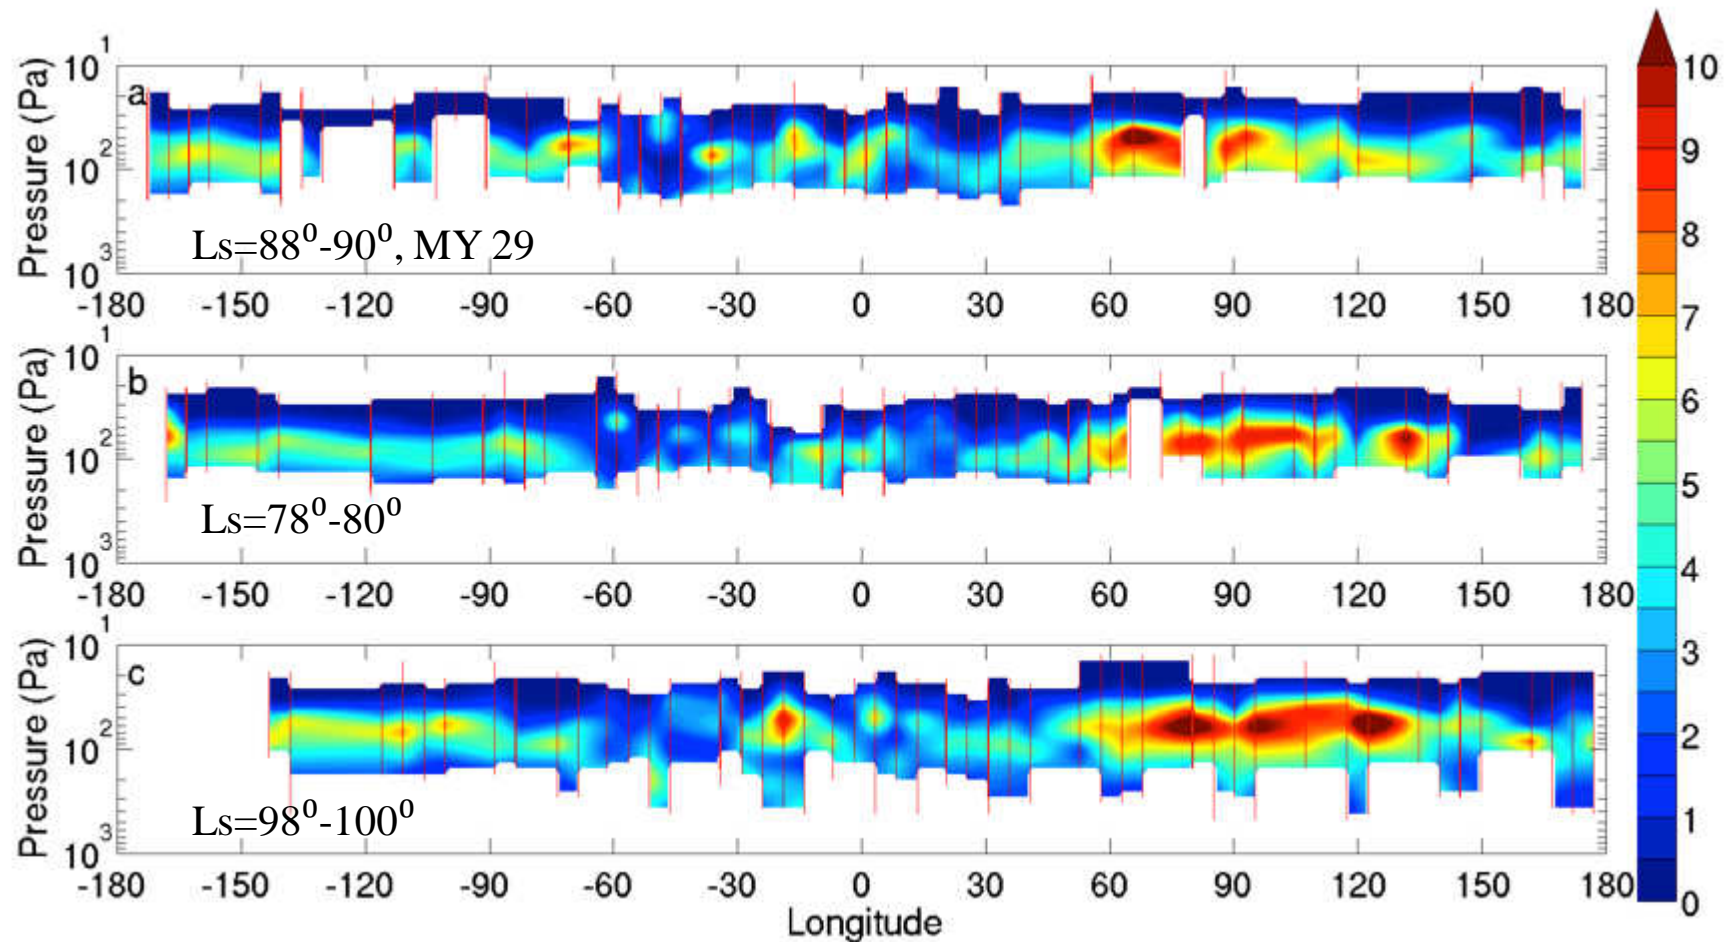 10¹
a
Pressure (Pa)
10²
Ls=88⁰-90⁰, MY 29
10³
-180 -150 -120 -90 -60 -30 0 30 60 90 120 150 180
10¹
b
Pressure (Pa)
10²
Ls=78⁰-80⁰
10³
-180 -150 -120 -90 -60 -30 0 30 60 90 120 150 180
10¹
c
Pressure (Pa)
10²
Ls=98⁰-100⁰
10³
-180 -150 -120 -90 -60 -30 0 30 60 90 120 150 180
Longitude
10
9
8
7
6
5
4
3
2
1
0